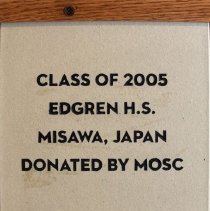 CLASS OF 2005
EDGREN H.S.
MISAWA, JAPAN
DONATED BY MOSC